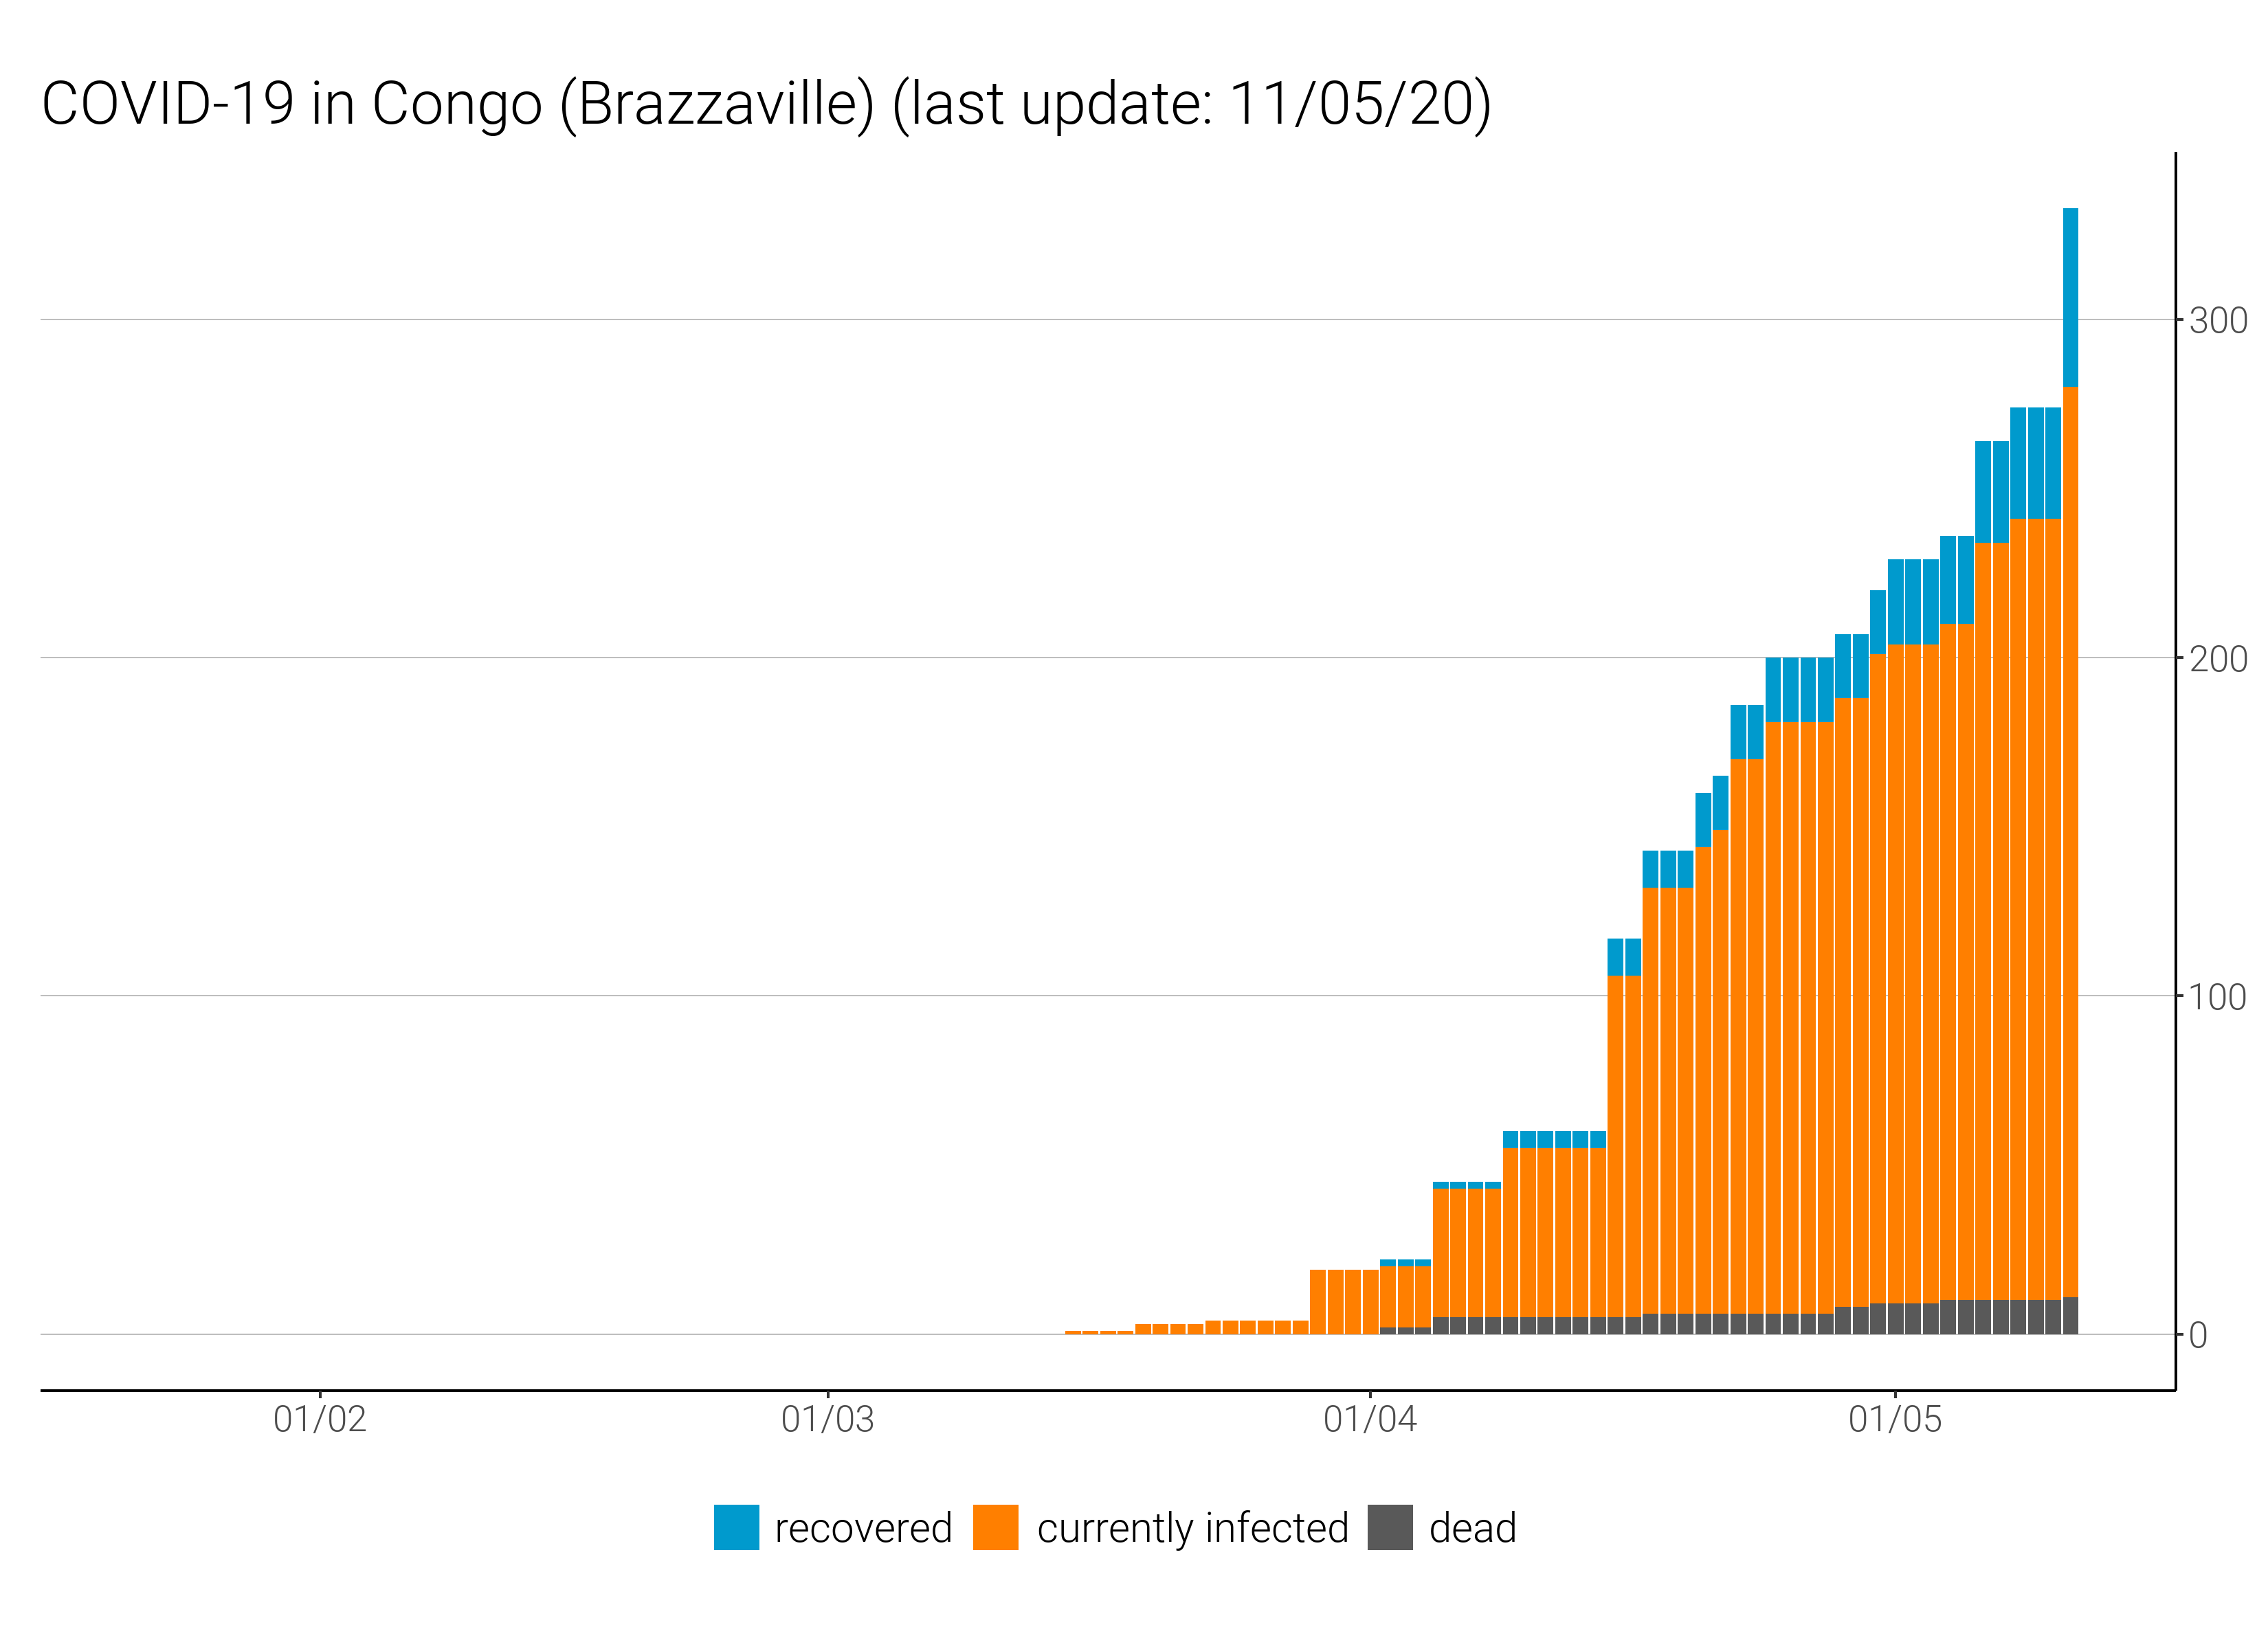 COVID-19 in Congo (Brazzaville) (last update: 11/05/20)
300
200
100
0
01/02 01/03 01/04 01/05
recovered currently infected dead